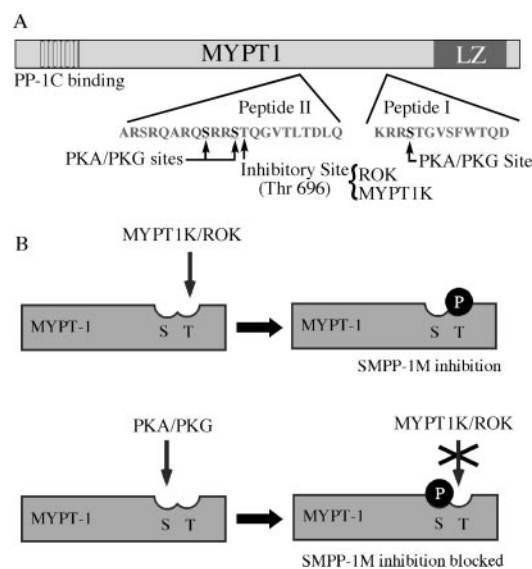 A
MYPT1
LZ
PP-1C binding
Peptide II
Peptide I
ARSRQARQSRRSTQGVTLTDLQ
KRRSTGVSFWTQD
PKA/PKG sites
Inhibitory Site
(Thr 696)
{ROK
MYPT1K
PKA/PKG Site
B
MYPT1K/ROK
MYPT-1
S T
MYPT-1
P
S T
SMPP-1M inhibition
PKA/PKG
MYPT1K/ROK
MYPT-1
S T
MYPT-1
P
S T
SMPP-1M inhibition blocked